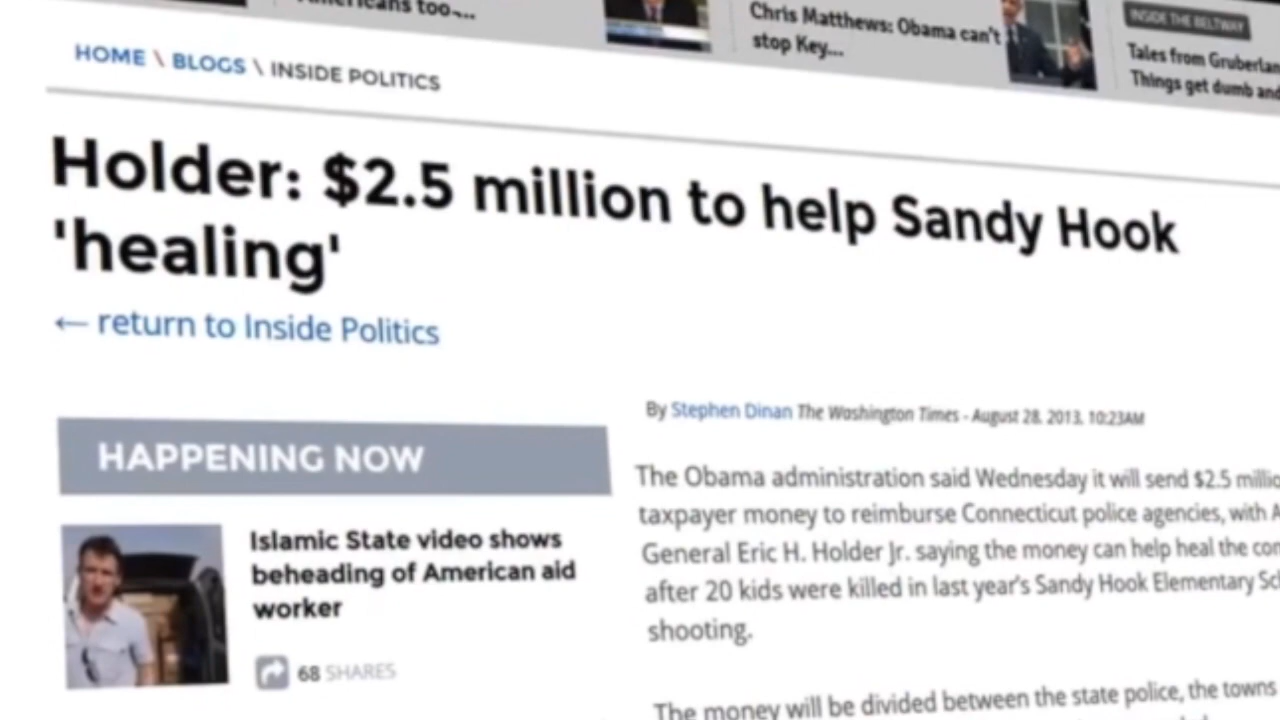 Chris Matthews: Obama can't
stop Key...
INSIDE THE BELTWAY
Tales from
Things get dumb
HOME \ BLOGS \ INSIDE POLITICS
Holder: $2.5 million to help Sandy Hook
'healing'
← return to Inside Politics
HAPPENING NOW
Islamic State video shows
beheading of American aid
worker
68 SHARES
By Stephen Dinan The Washington Times - August 28, 2013, 10:23AM
The Obama administration said Wednesday it will send $2.5
taxpayer money to reimburse Connecticut police agencies, with
General Eric H. Holder Jr. saying the money can help heal the
after 20 kids were killed in last year's Sandy Hook Elementary
shooting.
The money will be divided between the state police, the towns